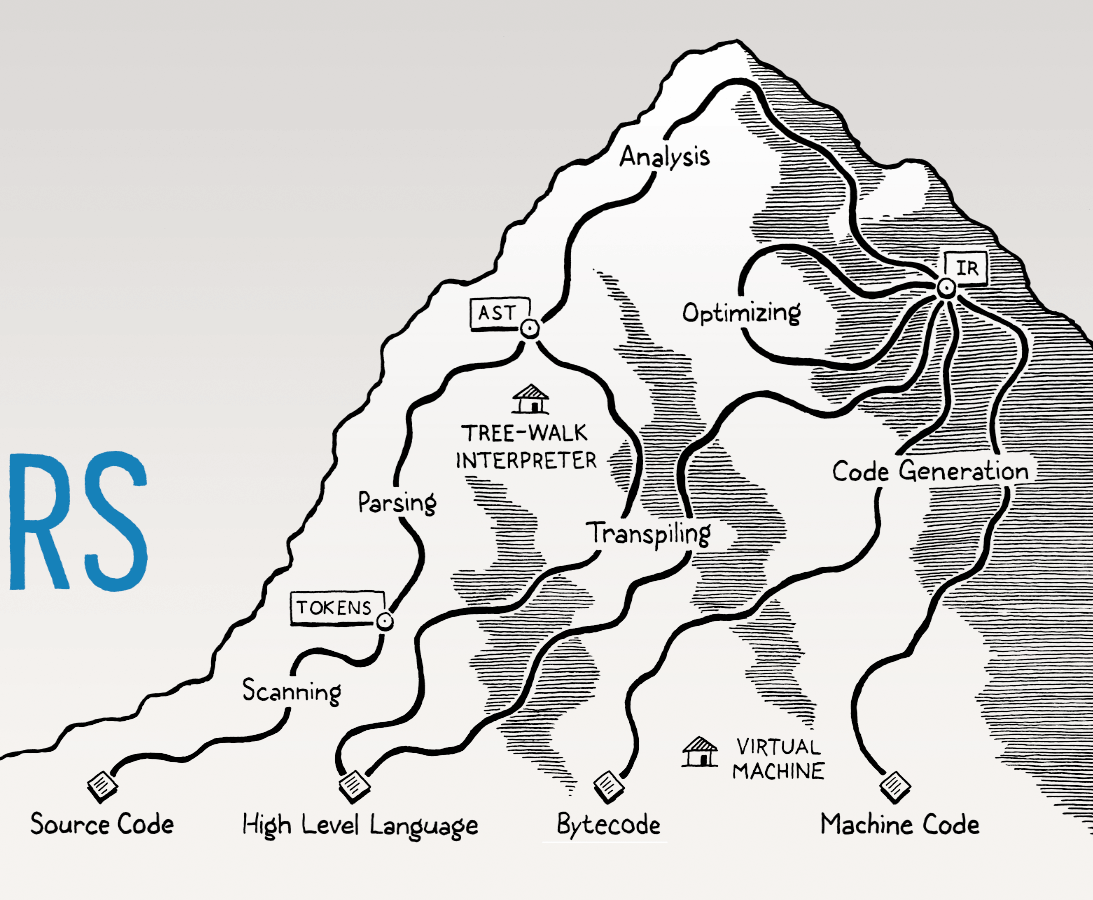 Analysis
IR
AST
Optimizing
TREE-WALK
INTERPRETER
Code Generation
RS
Parsing
Transpiling
TOKENS
Scanning
VIRTUAL
MACHINE
Source Code
High Level Language
Bytecode
Machine Code